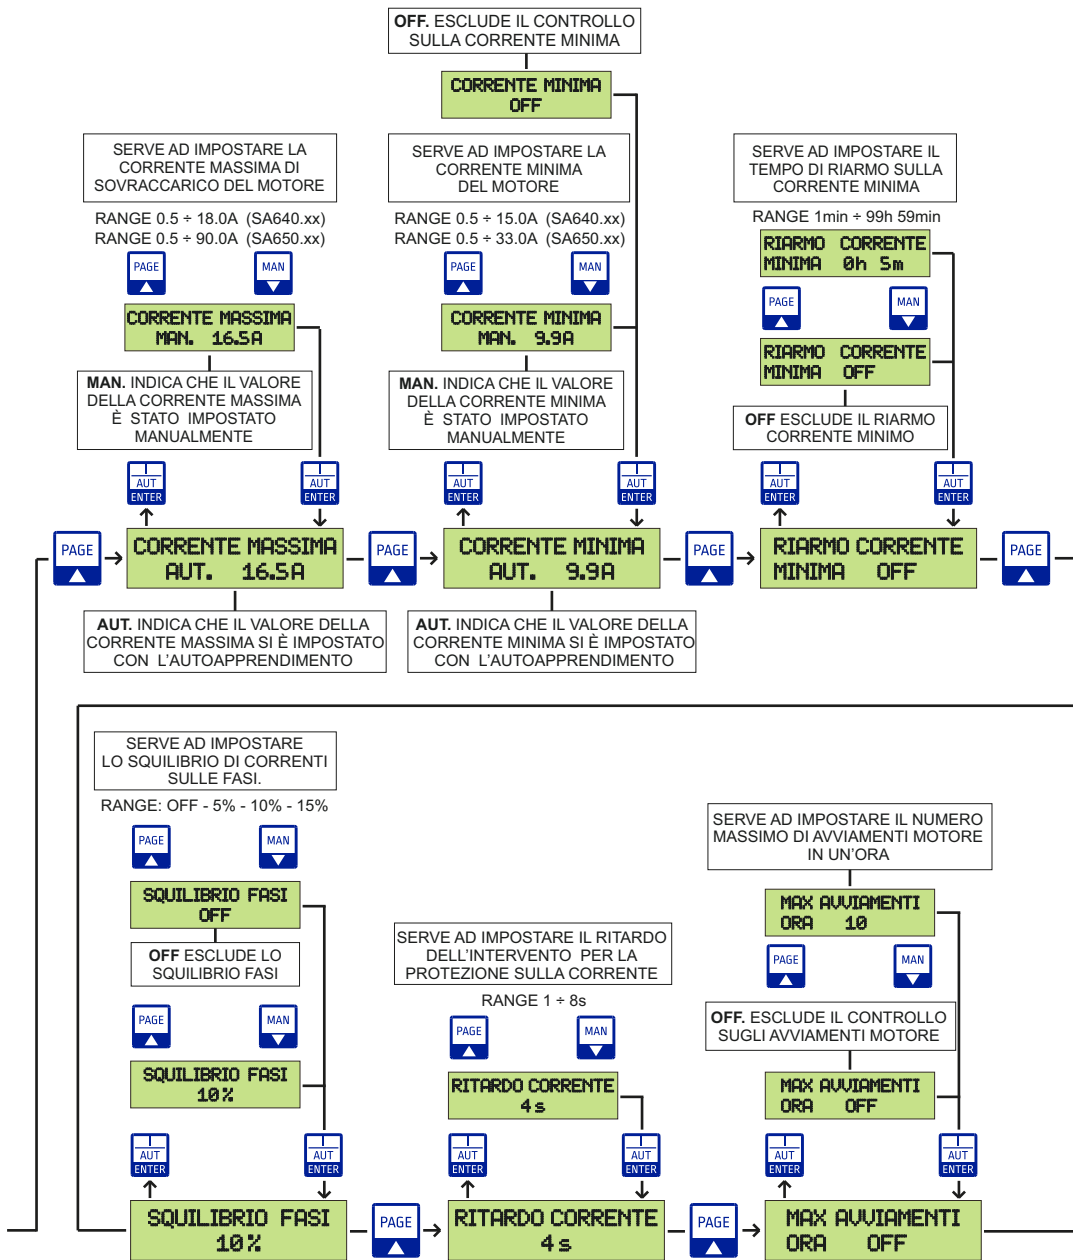 OFF. ESCLUDE IL CONTROLLO
SULLA CORRENTE MINIMA
CORRENTE MINIMA
OFF
SERVE AD IMPOSTARE LA
CORRENTE MASSIMA DI
SOVRACCARICO DEL MOTORE
RANGE 0.5 ÷ 18.0A (SA640.xx)
RANGE 0.5 ÷ 90.0A (SA650.xx)
PAGE
MAN
CORRENTE MASSIMA
MAN. 16.5A
MAN. INDICA CHE IL VALORE
DELLA CORRENTE MASSIMA
È STATO IMPOSTATO
MANUALMENTE
AUT
ENTER
AUT
ENTER
SERVE AD IMPOSTARE LA
CORRENTE MINIMA
DEL MOTORE
RANGE 0.5 ÷ 15.0A (SA640.xx)
RANGE 0.5 ÷ 33.0A (SA650.xx)
PAGE
MAN
CORRENTE MINIMA
MAN. 9.9A
MAN. INDICA CHE IL VALORE
DELLA CORRENTE MINIMA
È STATO IMPOSTATO
MANUALMENTE
AUT
ENTER
AUT
ENTER
SERVE AD IMPOSTARE IL
TEMPO DI RIARMO SULLA
CORRENTE MINIMA
RANGE 1min ÷ 99h 59min
RIARMO CORRENTE
MINIMA 0h 5m
PAGE
MAN
RIARMO CORRENTE
MINIMA OFF
OFF ESCLUDE IL RIARMO
CORRENTE MINIMO
AUT
ENTER
AUT
ENTER
PAGE
CORRENTE MASSIMA
AUT. 16.5A
PAGE
CORRENTE MINIMA
AUT. 9.9A
PAGE
RIARMO CORRENTE
MINIMA OFF
PAGE
AUT. INDICA CHE IL VALORE DELLA
CORRENTE MASSIMA SI È IMPOSTATO
CON L'AUTOAPPRENDIMENTO
AUT. INDICA CHE IL VALORE DELLA
CORRENTE MINIMA SI È IMPOSTATO
CON L'AUTOAPPRENDIMENTO
SERVE AD IMPOSTARE
LO SQUILIBRIO DI CORRENTI
SULLE FASI.
RANGE: OFF - 5% - 10% - 15%
PAGE
MAN
SQUILIBRIO FASI
OFF
OFF ESCLUDE LO
SQUILIBRIO FASI
PAGE
MAN
SQUILIBRIO FASI
10%
AUT
ENTER
AUT
ENTER
SERVE AD IMPOSTARE IL RITARDO
DELL'INTERVENTO PER LA
PROTEZIONE SULLA CORRENTE
RANGE 1 ÷ 8s
PAGE
MAN
RITARDO CORRENTE
4s
AUT
ENTER
AUT
ENTER
SERVE AD IMPOSTARE IL NUMERO
MASSIMO DI AVVIAMENTI MOTORE
IN UN'ORA
MAX AVVIAMENTI
ORA 10
PAGE
MAN
OFF. ESCLUDE IL CONTROLLO
SUGLI AVVIAMENTI MOTORE
MAX AVVIAMENTI
ORA OFF
AUT
ENTER
AUT
ENTER
SQUILIBRIO FASI
10%
PAGE
RITARDO CORRENTE
4s
PAGE
MAX AVVIAMENTI
ORA OFF